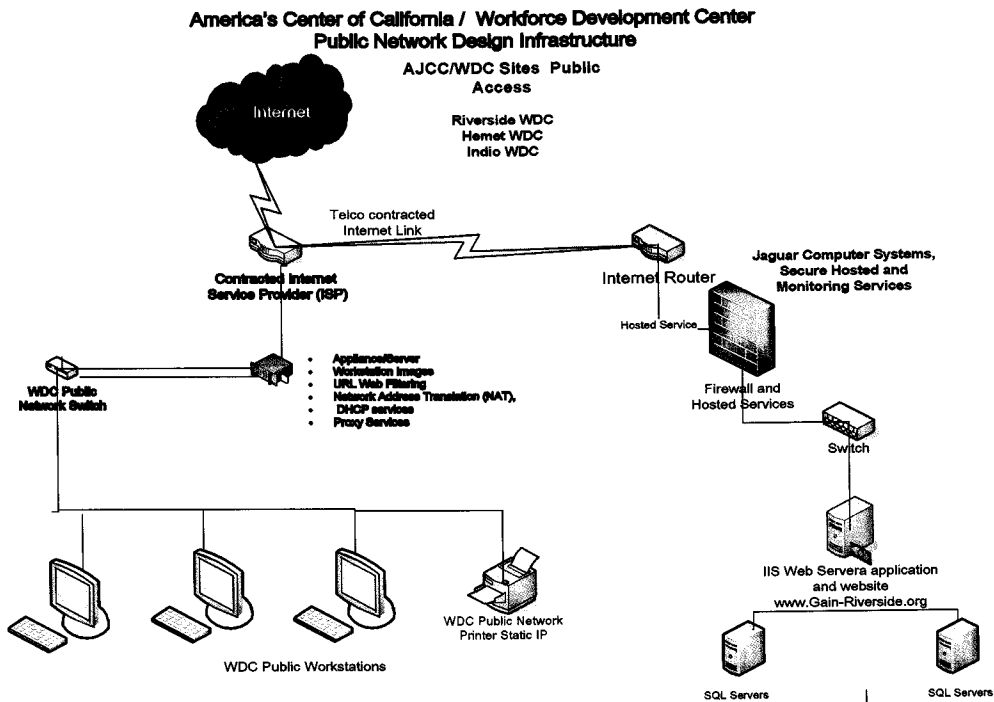 America's Center of California / Workforce Development Center
Public Network Design Infrastructure
AJCC/WDC Sites Public
Access
Riverside WDC
Hemet WDC
Indio WDC
Internet
Telco contracted
Internet Link
Contracted Internet
Service Provider (ISP)
Internet Router
Jaguar Computer Systems,
Secure Hosted and
Monitoring Services
Hosted Service
Firewall and
Hosted Services
Switch
WDC Public
Network Switch
• Appliance/Server
• Workstation Images
• URL Web Filtering
• Network Address Translation (NAT),
• DHCP services
• Proxy Services
IIS Web Servera application
and website
www.Gain-Riverside.org
WDC Public Network
Printer Static IP
WDC Public Workstations
SQL Servers
SQL Servers